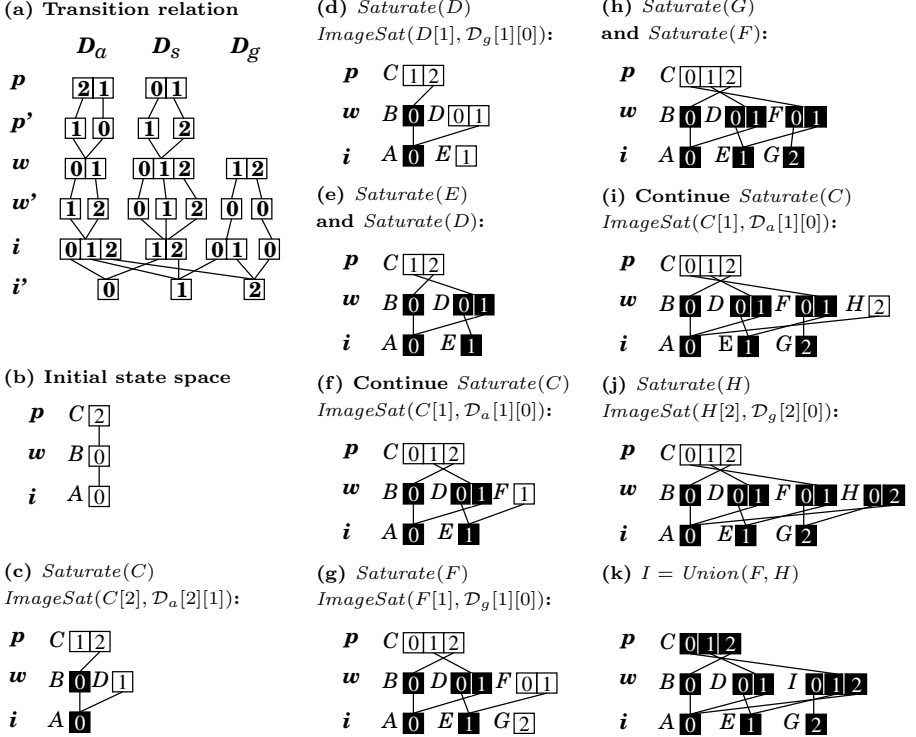 (a) Transition relation
D_a D_s D_g
p 2 1 0 1
p' 1 0 1 2
w 0 1 0 1 2 1 2
w' 1 2 0 1 2 0 0
i 0 1 2 1 2 0 1 0
i' 0 1 2
(b) Initial state space
p C 2
w B 0
i A 0
(c) Saturate(C)
ImageSat(C[2], 𝒟_a[2][1]):
p C 1 2
w B 0 D 1
i A 0
(d) Saturate(D)
ImageSat(D[1], 𝒟_g[1][0]):
p C 1 2
w B 0 D 0 1
i A 0 E 1
(e) Saturate(E)
and Saturate(D):
p C 1 2
w B 0 D 0 1
i A 0 E 1
(f) Continue Saturate(C)
ImageSat(C[1], 𝒟_a[1][0]):
p C 0 1 2
w B 0 D 0 1 F 1
i A 0 E 1
(g) Saturate(F)
ImageSat(F[1], 𝒟_g[1][0]):
p C 0 1 2
w B 0 D 0 1 F 0 1
i A 0 E 1 G 2
(h) Saturate(G)
and Saturate(F):
p C 0 1 2
w B 0 D 0 1 F 0 1
i A 0 E 1 G 2
(i) Continue Saturate(C)
ImageSat(C[1], 𝒟_a[1][0]):
p C 0 1 2
w B 0 D 0 1 F 0 1 H 2
i A 0 E 1 G 2
(j) Saturate(H)
ImageSat(H[2], 𝒟_g[2][0]):
p C 0 1 2
w B 0 D 0 1 F 0 1 H 0 2
i A 0 E 1 G 2
(k) I = Union(F, H)
p C 0 1 2
w B 0 D 0 1 I 0 1 2
i A 0 E 1 G 2